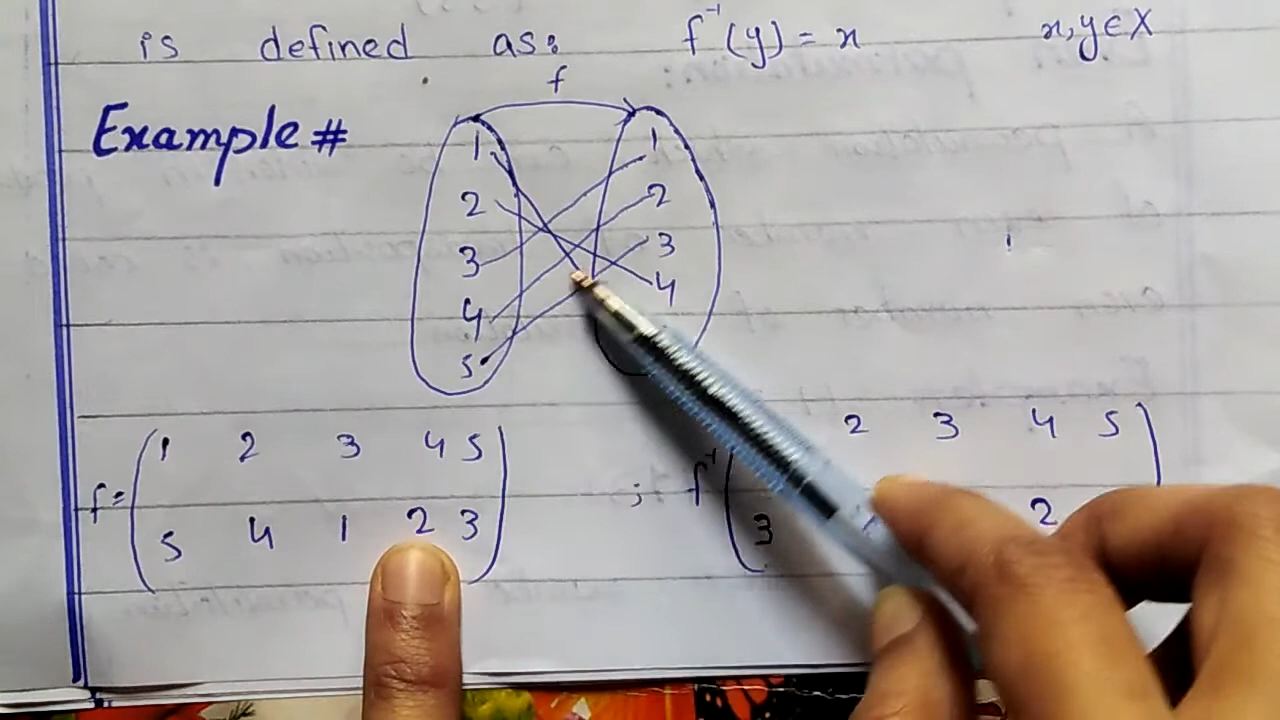 is defined as: f⁻¹(y) = x x,y∈X
f
Example #
1 1
2 2
3 3
4 4
5
f = ( 1 2 3 4 5 ) ; f⁻¹ ( 2 3 4 5 )
( 5 4 1 2 3 ) ( 3 2